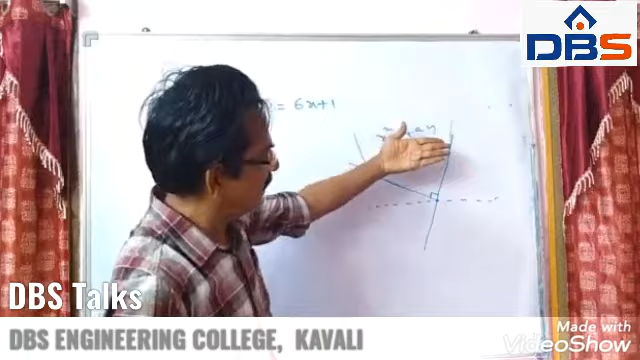 DBS
= 6x+1
DBS Talks
DBS ENGINEERING COLLEGE, KAVALI
Made with
VideoShow